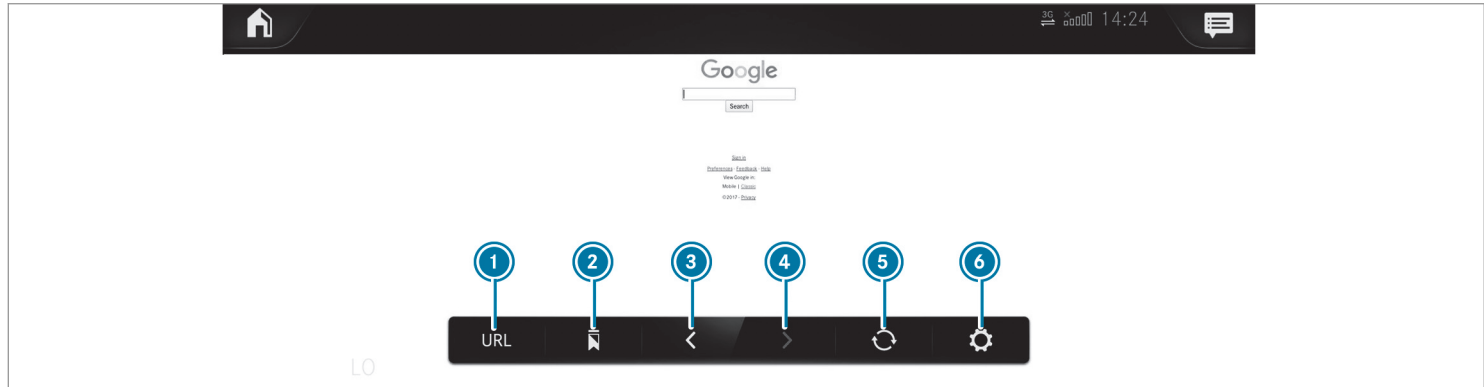 3G 14:24
Google
Search
Sign in
Preferences - Feedback - Help
View Google in:
Mobile | Classic
©2017 - Privacy
1 2 3 4 5 6
URL
LO